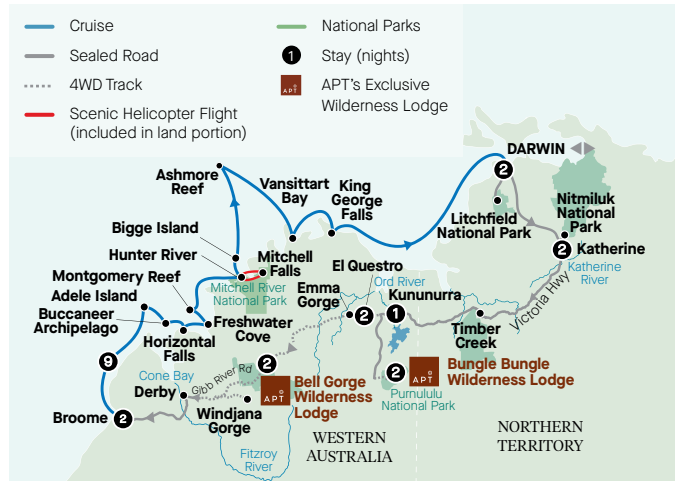 Cruise
Sealed Road
4WD Track
Scenic Helicopter Flight
(included in land portion)
National Parks
1 Stay (nights)
APT APT's Exclusive
Wilderness Lodge
DARWIN
2
Ashmore
Reef
Vansittart
Bay
King
George
Falls
Litchfield
National Park
Nitmiluk
National
Park
2 Katherine
Katherine
River
Bigge Island
Hunter River
Mitchell
Falls
Mitchell River
National Park
Montgomery Reef
Adele Island
Buccaneer
Archipelago
Horizontal
Falls
Freshwater
Cove
El Questro
Emma
Gorge
Ord River
Kununurra
2
1
Victoria Hwy
Timber
Creek
9
Cone Bay
Gibb River Rd
2
Derby
APT Bell Gorge
Wilderness
Lodge
2
APT Bungle Bungle
Wilderness Lodge
Purnululu
National Park
Broome 2
Windjana
Gorge
Fitzroy
River
WESTERN
AUSTRALIA
NORTHERN
TERRITORY